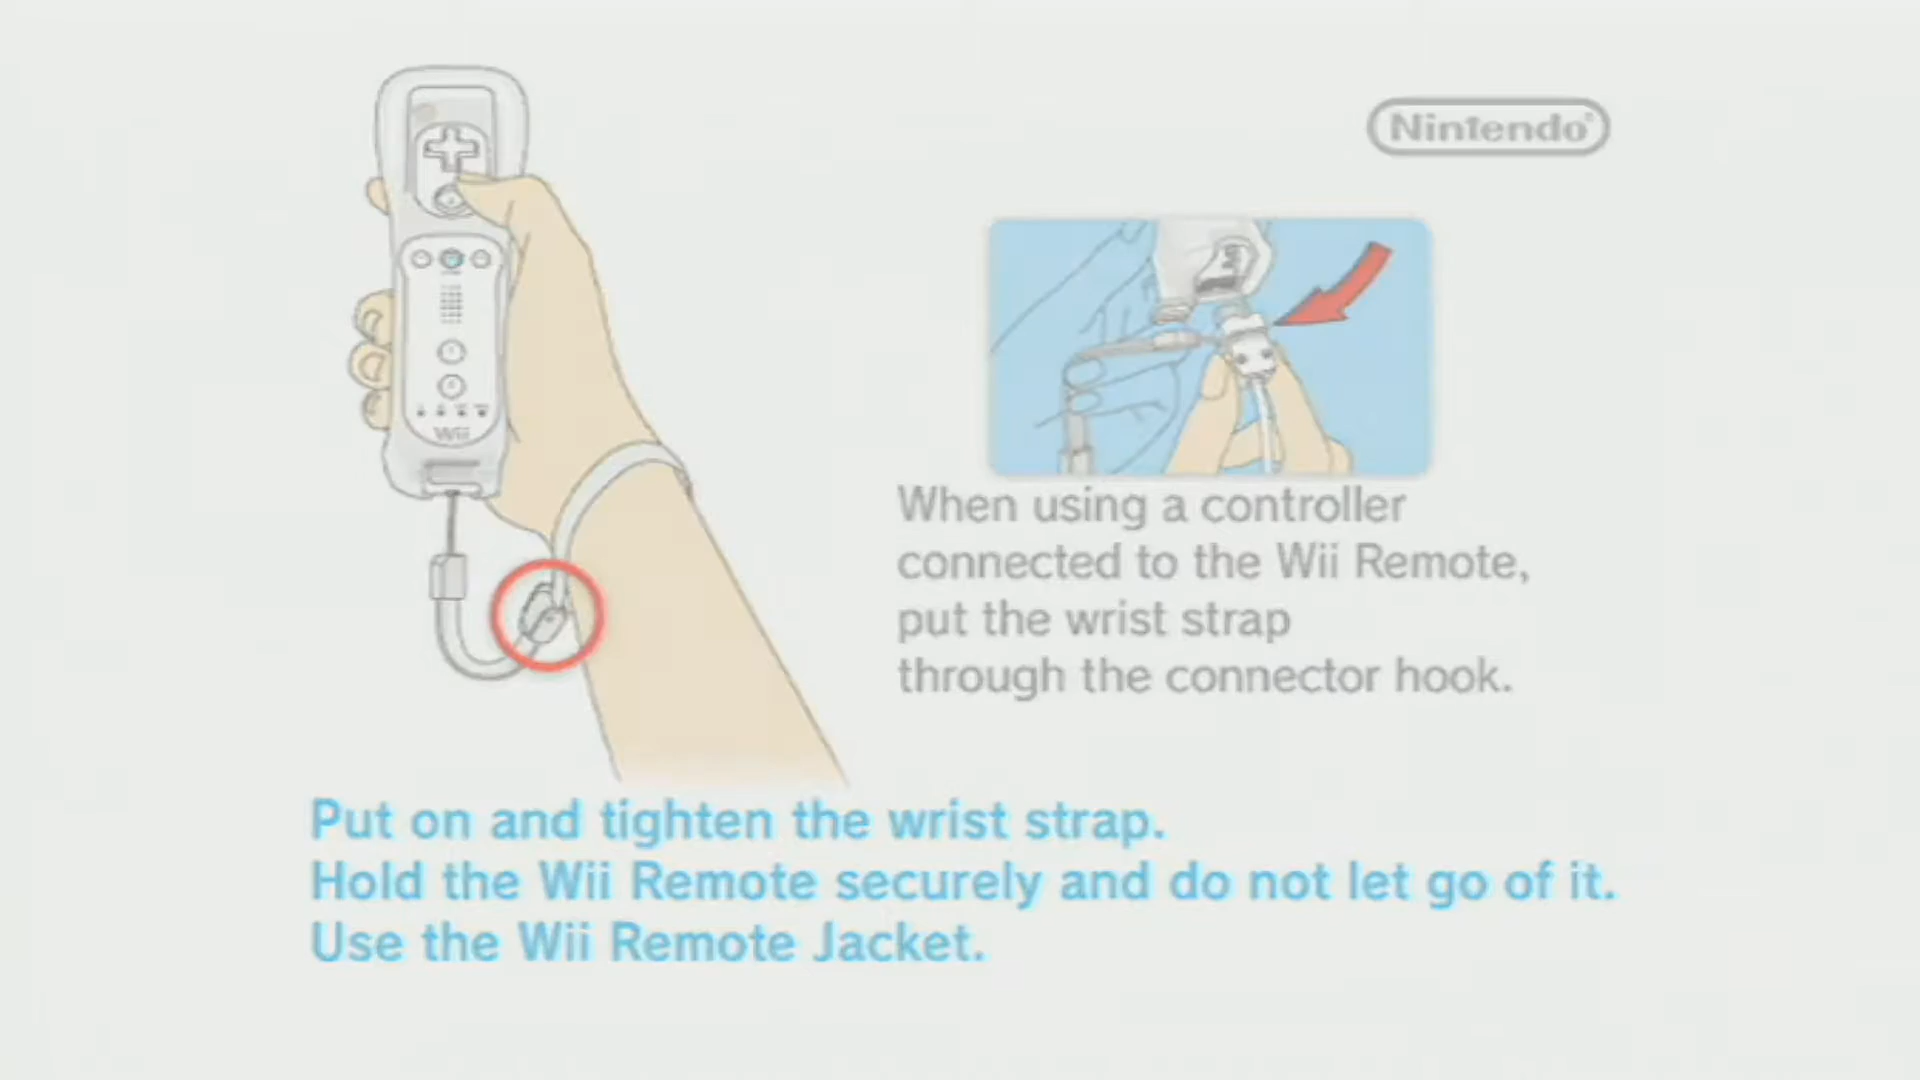 Nintendo
When using a controller
connected to the Wii Remote,
put the wrist strap
through the connector hook.
Wii
Put on and tighten the wrist strap.
Hold the Wii Remote securely and do not let go of it.
Use the Wii Remote Jacket.